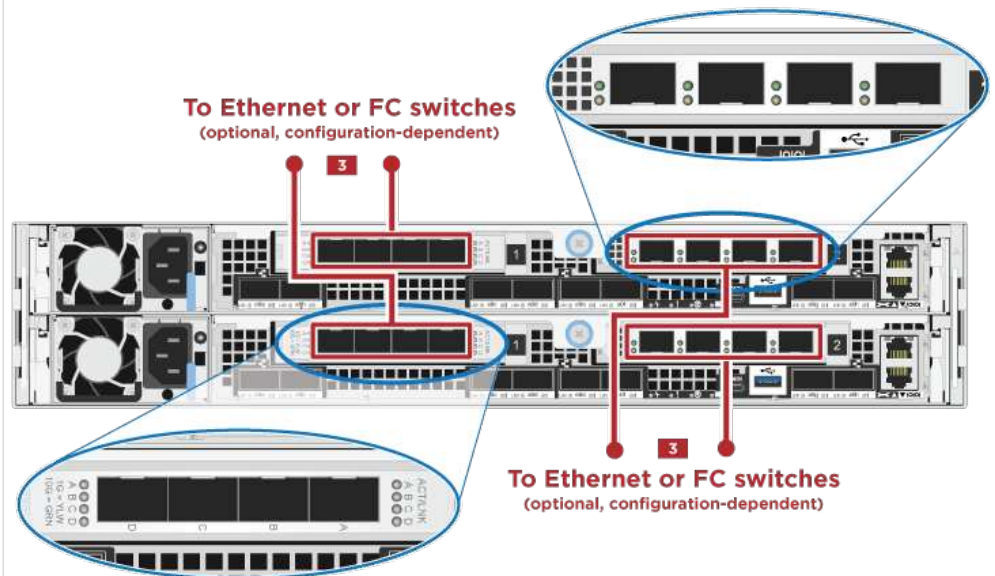 To Ethernet or FC switches
(optional, configuration-dependent)
3
1
1
2
3
To Ethernet or FC switches
(optional, configuration-dependent)
10G = GRN
1G = YLW
A
B
C
D
D
C
B
A
A
B
C
D
ACT/LNK